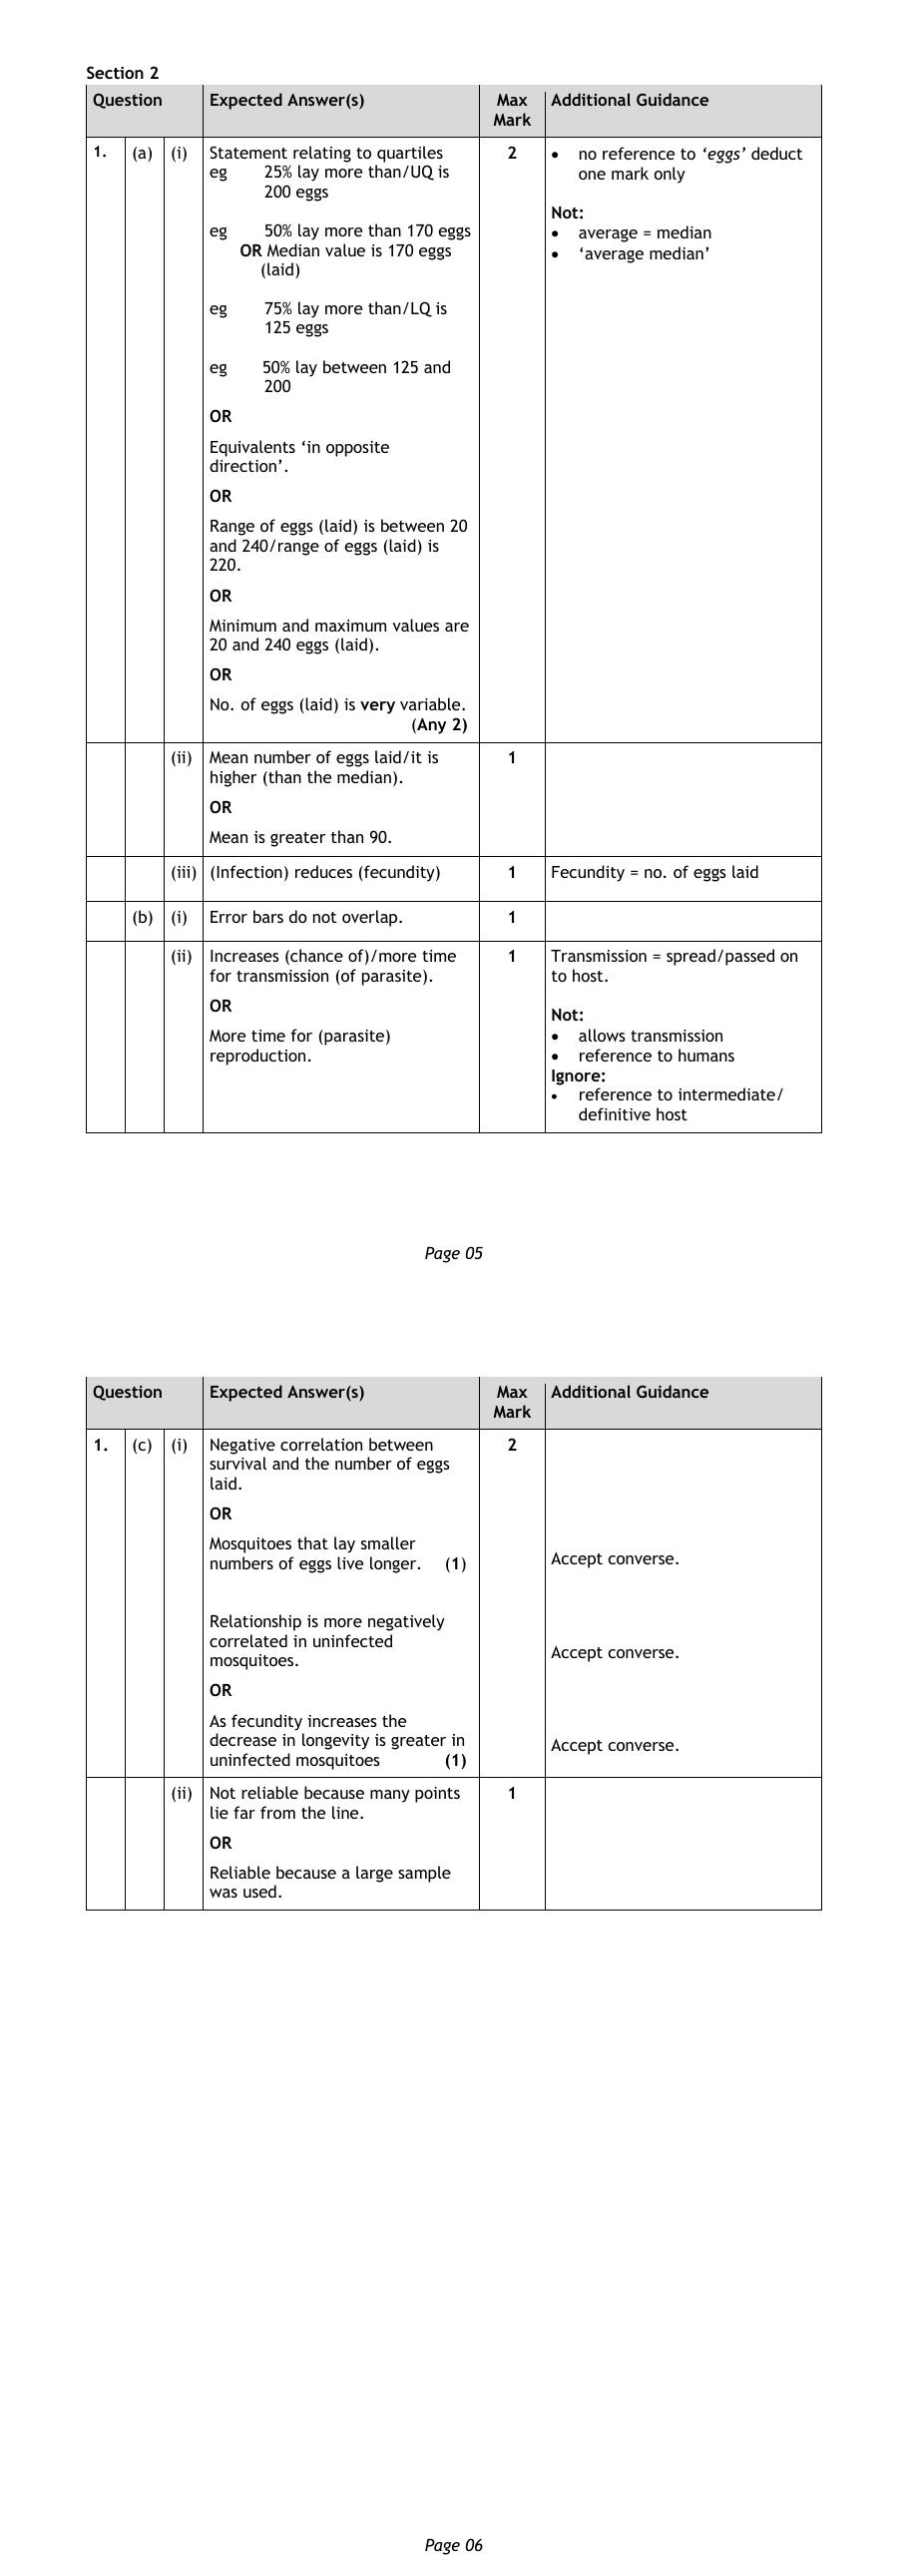 Section 2
Question Expected Answer(s) Max Additional Guidance
Mark
1. (a) (i) Statement relating to quartiles 2 • no reference to ‘eggs’ deduct
eg 25% lay more than/UQ is one mark only
200 eggs
Not:
eg 50% lay more than 170 eggs • average = median
OR Median value is 170 eggs • ‘average median’
(laid)
eg 75% lay more than/LQ is
125 eggs
eg 50% lay between 125 and
200
OR
Equivalents ‘in opposite
direction’.
OR
Range of eggs (laid) is between 20
and 240/range of eggs (laid) is
220.
OR
Minimum and maximum values are
20 and 240 eggs (laid).
OR
No. of eggs (laid) is very variable.
(Any 2)
(ii) Mean number of eggs laid/it is 1
higher (than the median).
OR
Mean is greater than 90.
(iii) (Infection) reduces (fecundity) 1 Fecundity = no. of eggs laid
(b) (i) Error bars do not overlap. 1
(ii) Increases (chance of)/more time 1 Transmission = spread/passed on
for transmission (of parasite). to host.
OR Not:
More time for (parasite) • allows transmission
reproduction. • reference to humans
Ignore:
• reference to intermediate/
definitive host
Page 05
Question Expected Answer(s) Max Additional Guidance
Mark
1. (c) (i) Negative correlation between 2
survival and the number of eggs
laid.
OR
Mosquitoes that lay smaller
numbers of eggs live longer. (1) Accept converse.
Relationship is more negatively
correlated in uninfected
mosquitoes. Accept converse.
OR
As fecundity increases the
decrease in longevity is greater in
uninfected mosquitoes (1) Accept converse.
(ii) Not reliable because many points 1
lie far from the line.
OR
Reliable because a large sample
was used.
Page 06